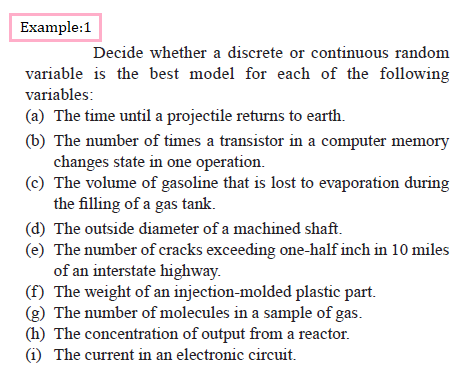 Example:1
Decide whether a discrete or continuous random
variable is the best model for each of the following
variables:
(a) The time until a projectile returns to earth.
(b) The number of times a transistor in a computer memory
changes state in one operation.
(c) The volume of gasoline that is lost to evaporation during
the filling of a gas tank.
(d) The outside diameter of a machined shaft.
(e) The number of cracks exceeding one-half inch in 10 miles
of an interstate highway.
(f) The weight of an injection-molded plastic part.
(g) The number of molecules in a sample of gas.
(h) The concentration of output from a reactor.
(i) The current in an electronic circuit.